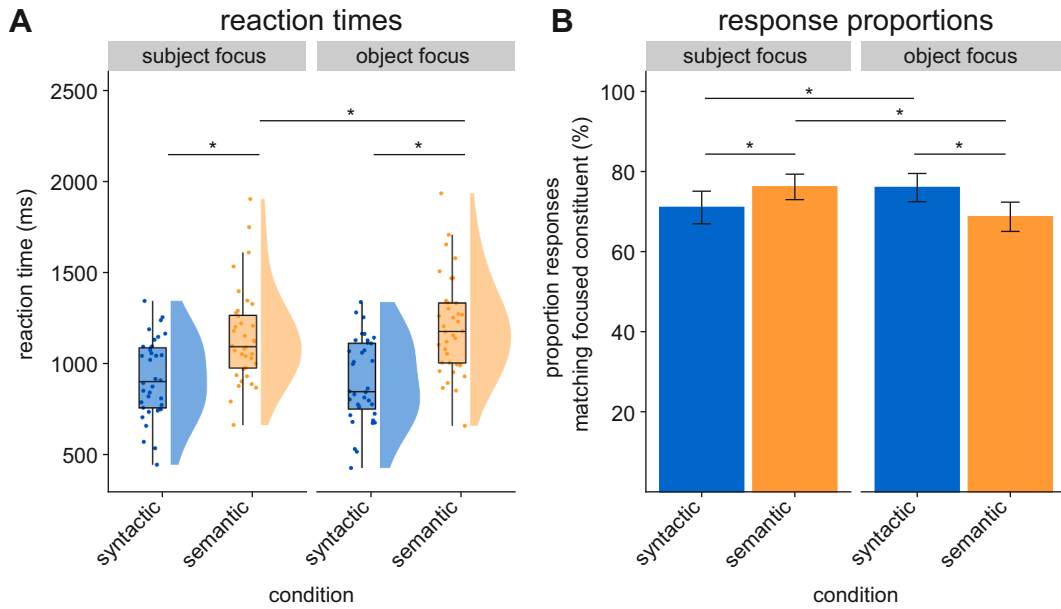 A
reaction times
subject focus
object focus
reaction time (ms)
2500
2000
1500
1000
500
*
*
*
syntactic
semantic
syntactic
semantic
condition
B
response proportions
subject focus
object focus
proportion responses
matching focused constituent (%)
100
80
60
40
20
*
*
*
*
syntactic
semantic
syntactic
semantic
condition